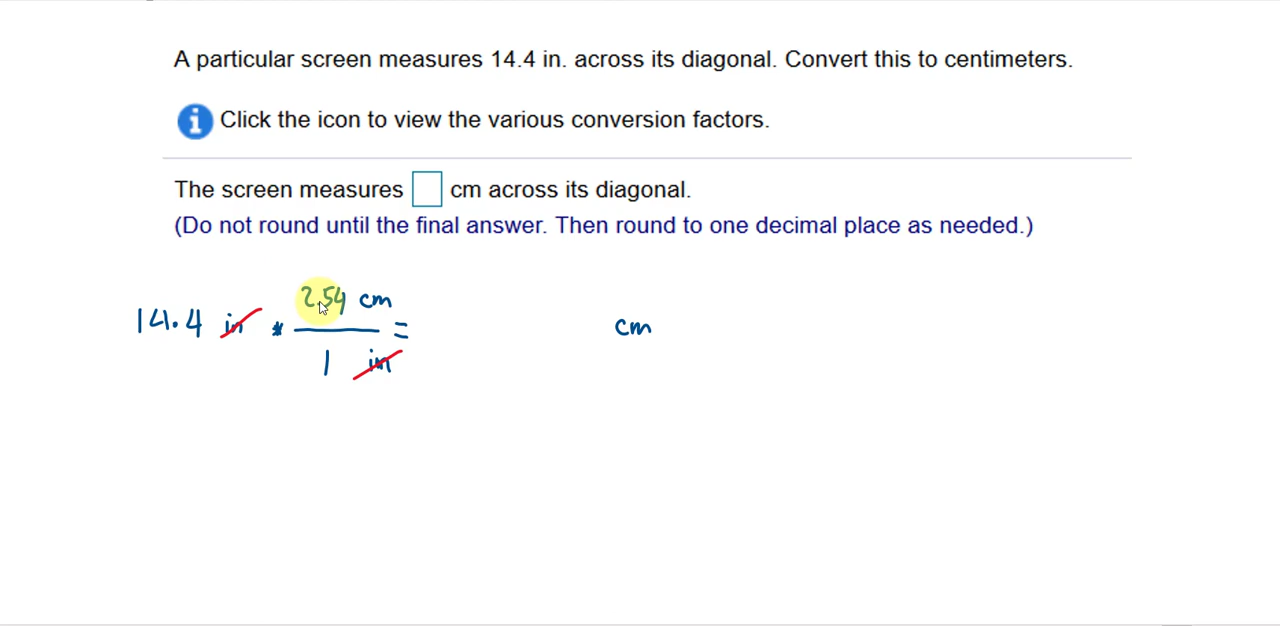 A particular screen measures 14.4 in. across its diagonal. Convert this to centimeters.
i Click the icon to view the various conversion factors.
The screen measures cm across its diagonal.
(Do not round until the final answer. Then round to one decimal place as needed.)
2.54 cm
14.4 in * = cm
1 in